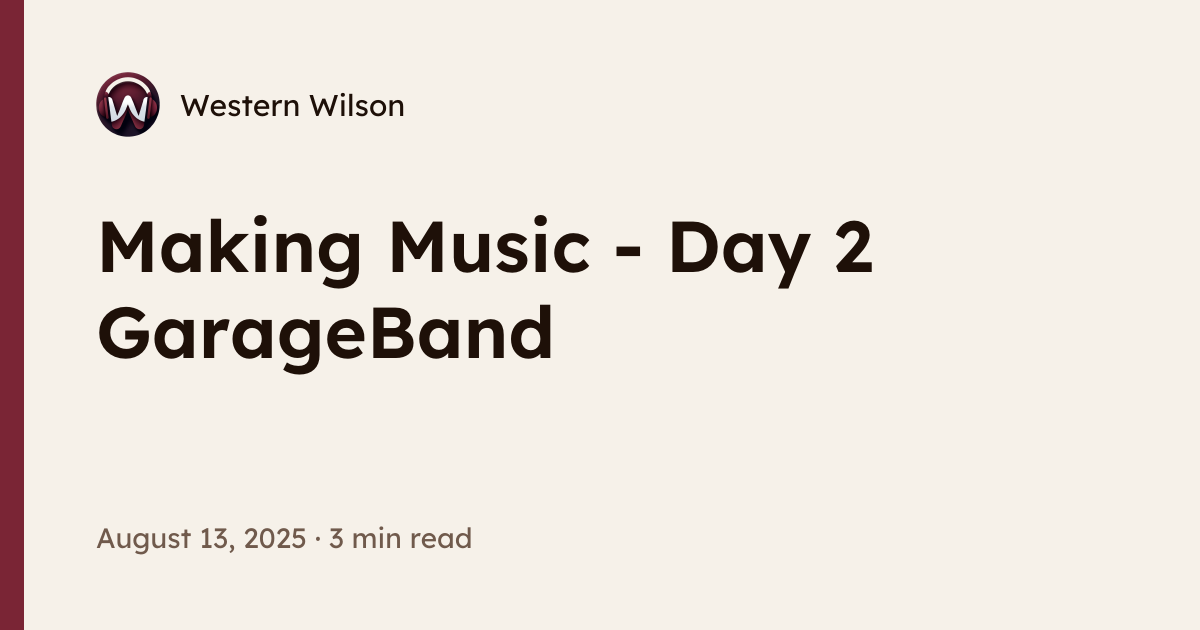 W
Western Wilson
Making Music - Day 2
GarageBand
August 13, 2025 · 3 min read